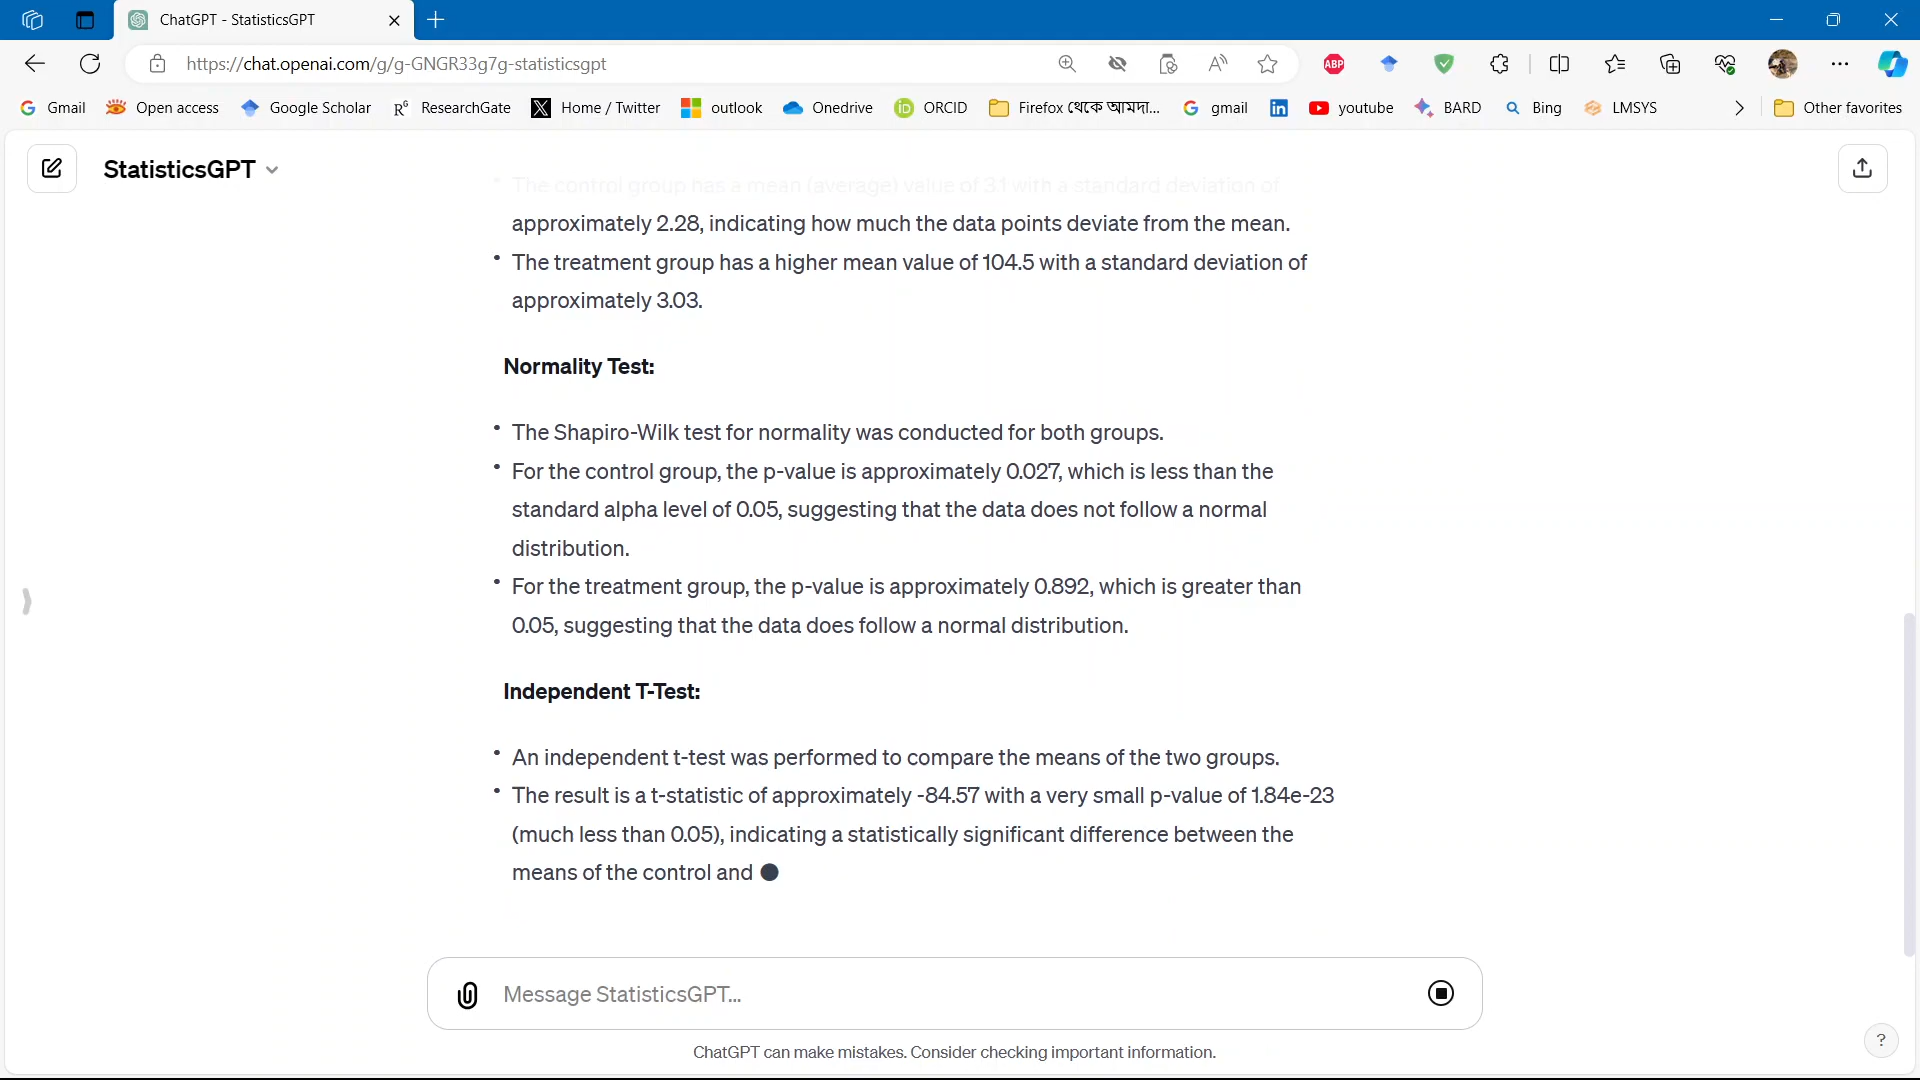 ChatGPT - StatisticsGPT
https://chat.openai.com/g/g-GNGR33g7g-statisticsgpt
ABP
Gmail Open access Google Scholar ResearchGate Home / Twitter outlook Onedrive ORCID Firefox থেকে আমদা... gmail youtube BARD Bing LMSYS Other favorites
StatisticsGPT
• The control group has a mean (average) value of 31 with a standard deviation of
approximately 2.28, indicating how much the data points deviate from the mean.
• The treatment group has a higher mean value of 104.5 with a standard deviation of
approximately 3.03.
Normality Test:
• The Shapiro-Wilk test for normality was conducted for both groups.
• For the control group, the p-value is approximately 0.027, which is less than the
standard alpha level of 0.05, suggesting that the data does not follow a normal
distribution.
• For the treatment group, the p-value is approximately 0.892, which is greater than
0.05, suggesting that the data does follow a normal distribution.
Independent T-Test:
• An independent t-test was performed to compare the means of the two groups.
• The result is a t-statistic of approximately -84.57 with a very small p-value of 1.84e-23
(much less than 0.05), indicating a statistically significant difference between the
means of the control and
Message StatisticsGPT...
ChatGPT can make mistakes. Consider checking important information.
?